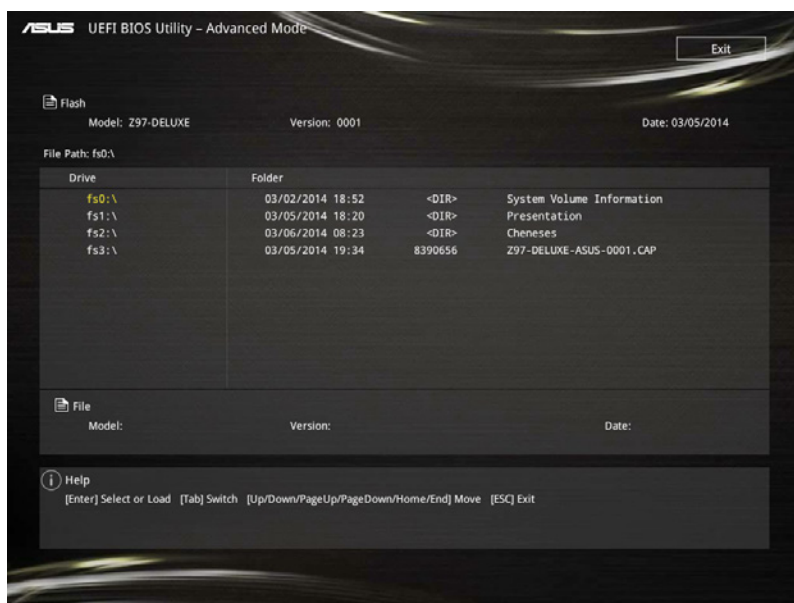 ASUS UEFI BIOS Utility – Advanced Mode
Exit
Flash
Model: Z97-DELUXE Version: 0001 Date: 03/05/2014
File Path: fs0:\
Drive Folder
fs0:\ 03/02/2014 18:52 <DIR> System Volume Information
fs1:\ 03/05/2014 18:20 <DIR> Presentation
fs2:\ 03/06/2014 08:23 <DIR> Cheneses
fs3:\ 03/05/2014 19:34 8390656 Z97-DELUXE-ASUS-0001.CAP
File
Model: Version: Date:
Help
[Enter] Select or Load [Tab] Switch [Up/Down/PageUp/PageDown/Home/End] Move [ESC] Exit